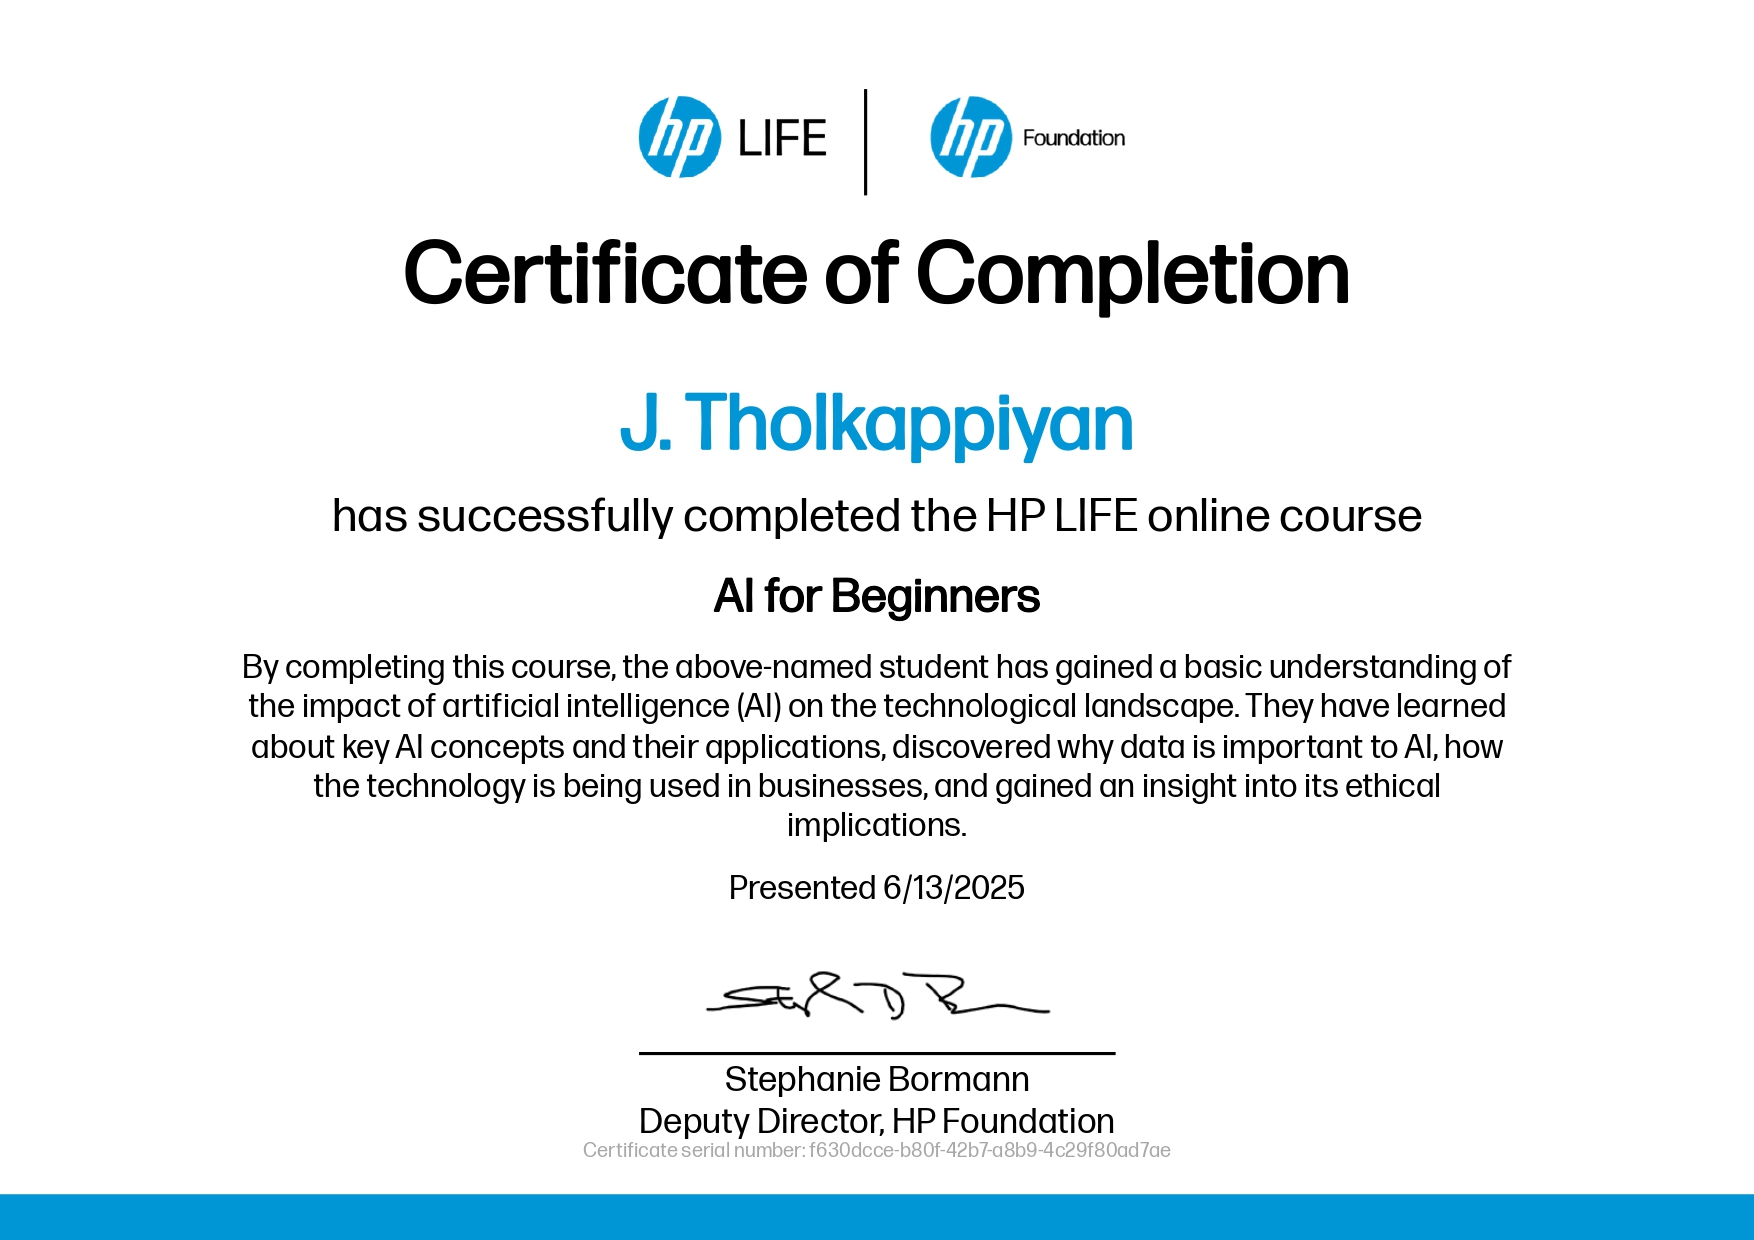 hp LIFE
hp Foundation
Certificate of Completion
J. Tholkappiyan
has successfully completed the HP LIFE online course
AI for Beginners
By completing this course, the above-named student has gained a basic understanding of
the impact of artificial intelligence (AI) on the technological landscape. They have learned
about key AI concepts and their applications, discovered why data is important to AI, how
the technology is being used in businesses, and gained an insight into its ethical
implications.
Presented 6/13/2025
Stephanie Bormann
Deputy Director, HP Foundation
Certificate serial number: f630dcce-b80f-42b7-a8b9-4c29f80ad7ae